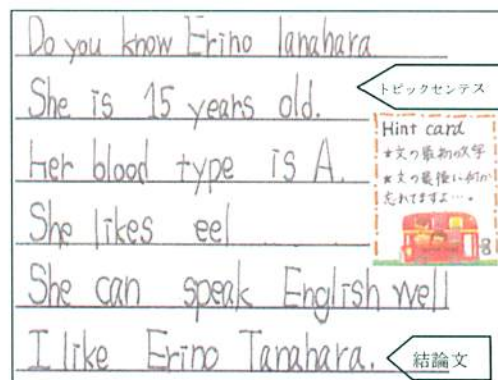 Do you know Erino Tanahara
She is 15 years old.
トピックセンテス
Her blood type is A.
Hint card
★文の最初の文字
★文の最後に何か
忘れてますよ…。
She likes eel
She can speak English well
I like Erino Tanahara.
結論文